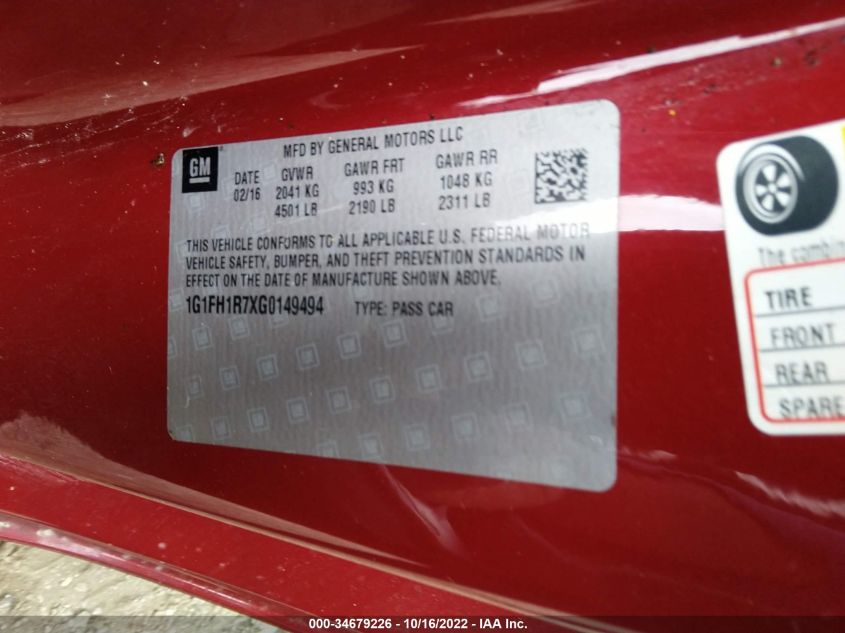 GM
MFD BY GENERAL MOTORS LLC
DATE GVWR GAWR FRT GAWR RR
02/16 2041 KG 993 KG 1048 KG
4501 LB 2190 LB 2311 LB
THIS VEHICLE CONFORMS TO ALL APPLICABLE U.S. FEDERAL MOTOR
VEHICLE SAFETY, BUMPER, AND THEFT PREVENTION STANDARDS IN
EFFECT ON THE DATE OF MANUFACTURE SHOWN ABOVE.
1G1FH1R7XG0149494 TYPE: PASS CAR
The combin
TIRE
FRONT
REAR
SPARE
000-34679226 - 10/16/2022 - IAA Inc.